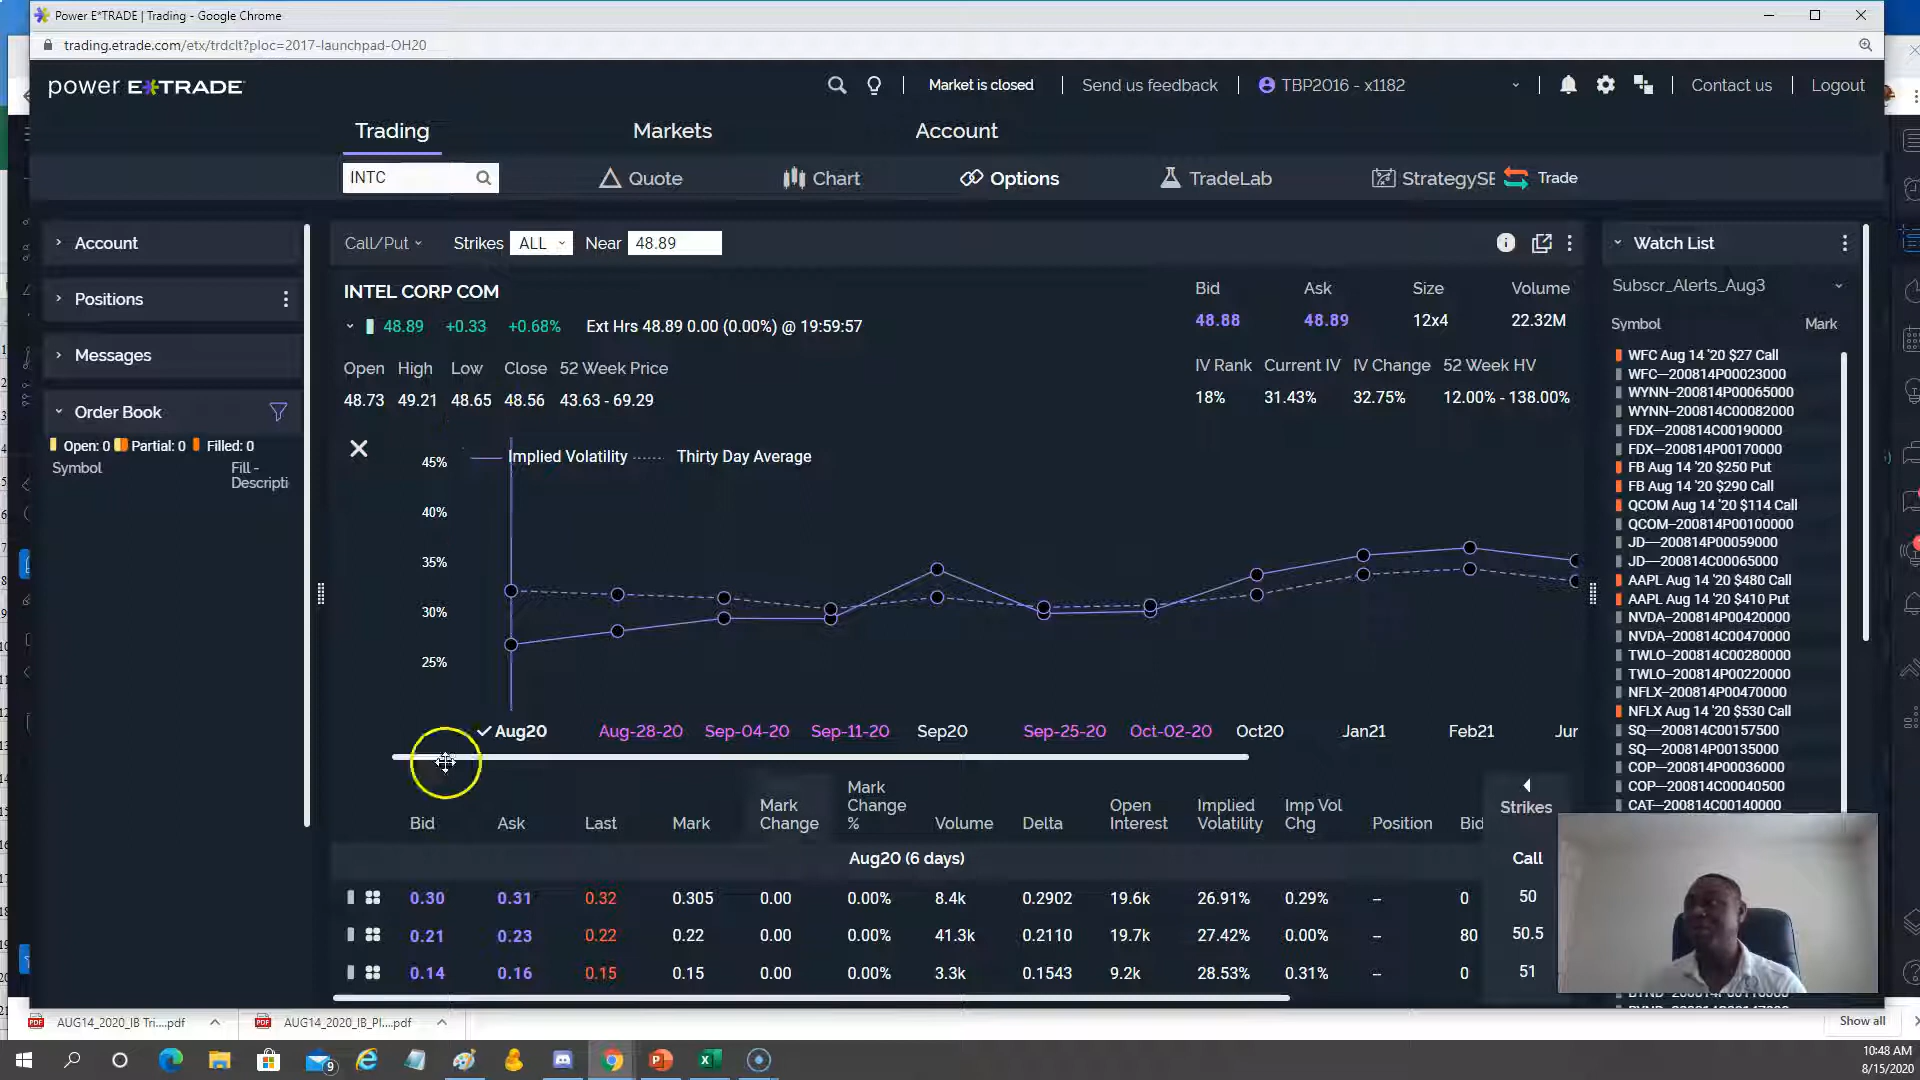 Power E*TRADE | Trading - Google Chrome
trading.etrade.com/etx/trdclt?ploc=2017-launchpad-OH20
power E*TRADE
Market is closed
Send us feedback
TBP2016 - x1182
Contact us
Logout
Trading
Markets
Account
INTC
Quote
Chart
Options
TradeLab
StrategySE
Trade
Account
Positions
Messages
Order Book
Open: 0 Partial: 0 Filled: 0
Symbol
Fill -
Descripti
Call/Put
Strikes ALL
Near 48.89
INTEL CORP COM
48.89 +0.33 +0.68% Ext Hrs 48.89 0.00 (0.00%) @ 19:59:57
Open High Low Close 52 Week Price
48.73 49.21 48.65 48.56 43.63 - 69.29
Bid Ask Size Volume
48.88 48.89 12x4 22.32M
IV Rank Current IV IV Change 52 Week HV
18% 31.43% 32.75% 12.00% - 138.00%
Implied Volatility Thirty Day Average
45%
40%
35%
30%
25%
Aug20 Aug-28-20 Sep-04-20 Sep-11-20 Sep20 Sep-25-20 Oct-02-20 Oct20 Jan21 Feb21 Jur
Bid Ask Last Mark Mark Change Mark Change % Volume Delta Open Interest Implied Volatility Imp Vol Chg Position Bid Strikes
Aug20 (6 days) Call
0.30 0.31 0.32 0.305 0.00 0.00% 8.4k 0.2902 19.6k 26.91% 0.29% – 0 50
0.21 0.23 0.22 0.22 0.00 0.00% 41.3k 0.2110 19.7k 27.42% 0.00% – 80 50.5
0.14 0.16 0.15 0.15 0.00 0.00% 3.3k 0.1543 9.2k 28.53% 0.31% – 0 51
Watch List
Subscr_Alerts_Aug3
Symbol Mark
WFC Aug 14 '20 $27 Call
WFC--200814P00023000
WYNN--200814P00065000
WYNN--200814C00082000
FDX--200814C00190000
FDX--200814P00170000
FB Aug 14 '20 $250 Put
FB Aug 14 '20 $290 Call
QCOM Aug 14 '20 $114 Call
QCOM--200814P00100000
JD--200814P00059000
JD--200814C00065000
AAPL Aug 14 '20 $480 Call
AAPL Aug 14 '20 $410 Put
NVDA--200814P00420000
NVDA--200814C00470000
TWLO--200814C00280000
TWLO--200814P00220000
NFLX--200814P00470000
NFLX Aug 14 '20 $530 Call
SQ--200814C00157500
SQ--200814P00135000
COP--200814P00036000
COP--200814C00040500
CAT--200814C00140000
AUG14_2020_IB Tri....pdf
AUG14_2020_IB_Pl....pdf
Show all
9
10:48 AM
8/15/2020